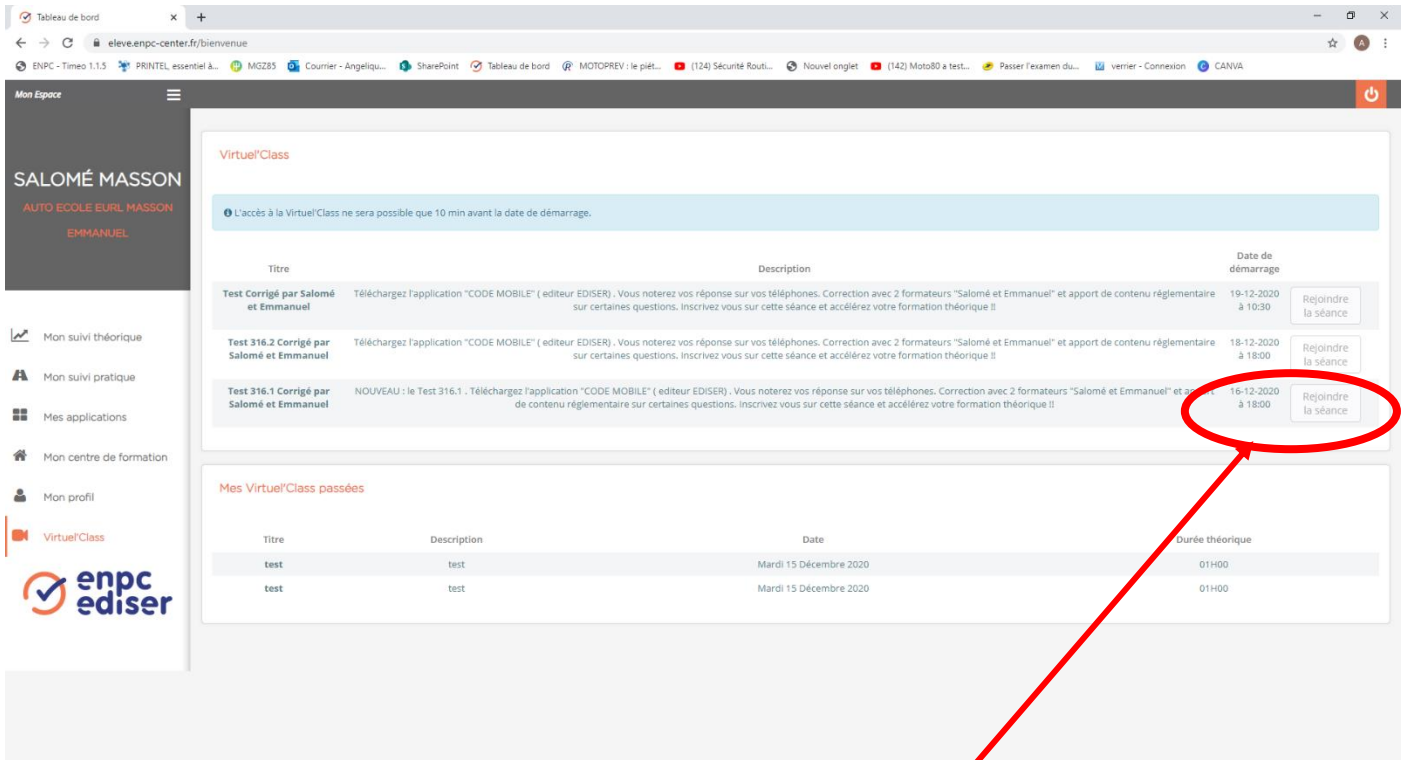 Tableau de bord
eleve.enpc-center.fr/bienvenue
A
ENPC - Timeo 1.1.5 PRINTEL, essentiel à... MGZ85 Courrier - Angeliqu... SharePoint Tableau de bord MOTOPREV : le piét... (124) Sécurité Routi... Nouvel onglet (142) Moto80 a test... Passer l'examen du... verrier - Connexion CANVA
Mon Espace
SALOMÉ MASSON
AUTO ECOLE EURL MASSON
EMMANUEL
Mon suivi théorique
Mon suivi pratique
Mes applications
Mon centre de formation
Mon profil
Virtuel'Class
enpc
ediser
Virtuel'Class
L'accès à la Virtuel'Class ne sera possible que 10 min avant la date de démarrage.
Titre Description Date de
démarrage
Test Corrigé par Salomé
et Emmanuel
Téléchargez l'application "CODE MOBILE" ( editeur EDISER) . Vous noterez vos réponse sur vos téléphones. Correction avec 2 formateurs "Salomé et Emmanuel" et apport de contenu réglementaire
sur certaines questions. Inscrivez vous sur cette séance et accélérez votre formation théorique !!
19-12-2020
à 10:30
Rejoindre
la séance
Test 316.2 Corrigé par
Salomé et Emmanuel
Téléchargez l'application "CODE MOBILE" ( editeur EDISER) . Vous noterez vos réponse sur vos téléphones. Correction avec 2 formateurs "Salomé et Emmanuel" et apport de contenu réglementaire
sur certaines questions. Inscrivez vous sur cette séance et accélérez votre formation théorique !!
18-12-2020
à 18:00
Rejoindre
la séance
Test 316.1 Corrigé par
Salomé et Emmanuel
NOUVEAU : le Test 316.1 . Téléchargez l'application "CODE MOBILE" ( editeur EDISER) . Vous noterez vos réponse sur vos téléphones. Correction avec 2 formateurs "Salomé et Emmanuel" et apport
de contenu réglementaire sur certaines questions. Inscrivez vous sur cette séance et accélérez votre formation théorique !!
16-12-2020
à 18:00
Rejoindre
la séance
Mes Virtuel'Class passées
Titre Description Date Durée théorique
test test Mardi 15 Décembre 2020 01H00
test test Mardi 15 Décembre 2020 01H00